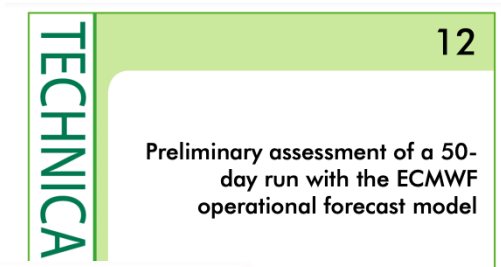 TECHNICA
12
Preliminary assessment of a 50-
day run with the ECMWF
operational forecast model